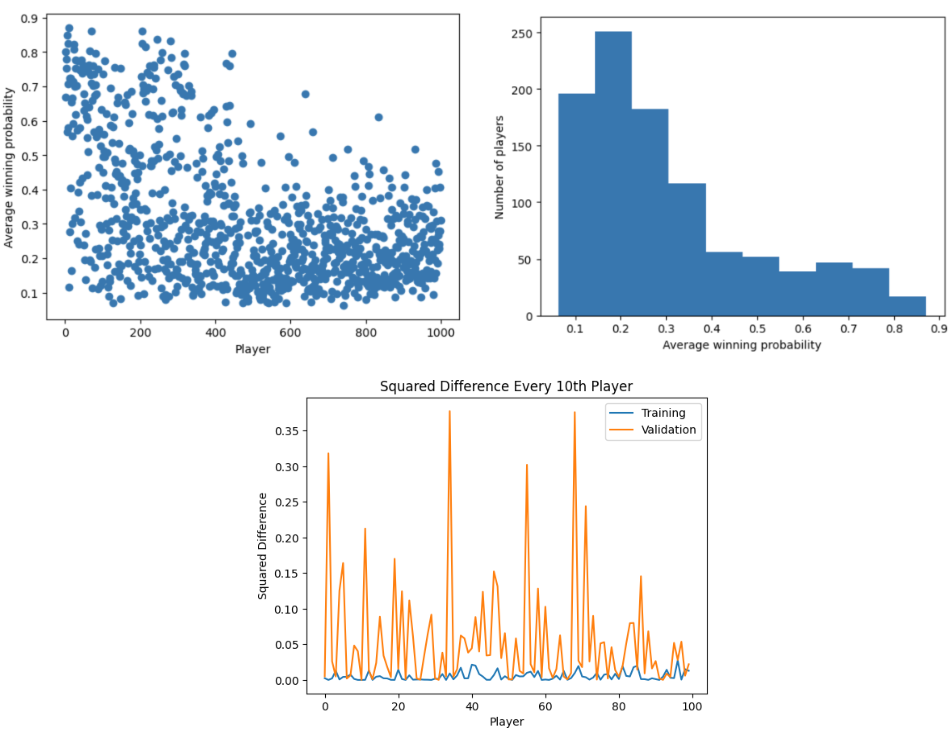 0.9
0.8
0.7
0.6
0.5
0.4
0.3
0.2
0.1
Average winning probability
0 200 400 600 800 1000
Player
250
200
150
100
50
0
Number of players
0.1 0.2 0.3 0.4 0.5 0.6 0.7 0.8 0.9
Average winning probability
Squared Difference Every 10th Player
Training
Validation
0.35
0.30
0.25
0.20
0.15
0.10
0.05
0.00
Squared Difference
0 20 40 60 80 100
Player